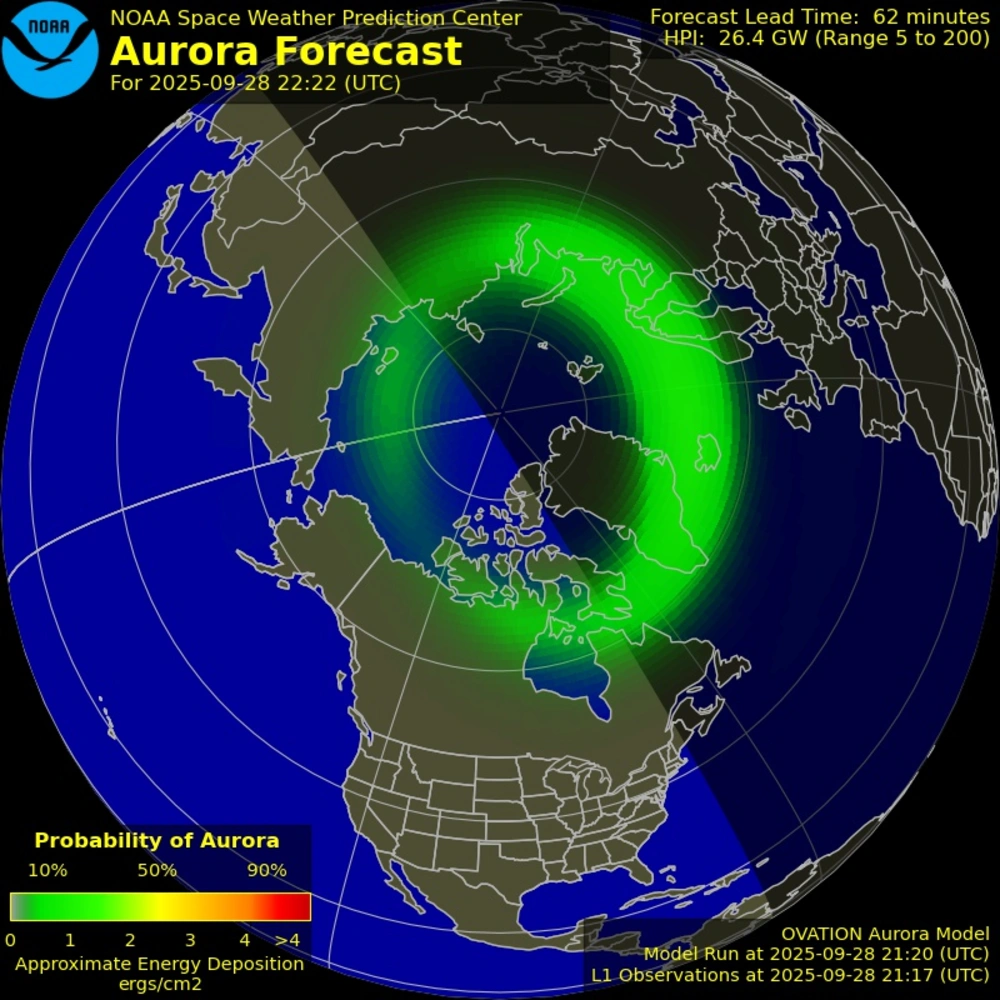 NOAA
NOAA Space Weather Prediction Center
Aurora Forecast
For 2025-09-28 22:22 (UTC)
Forecast Lead Time: 62 minutes
HPI: 26.4 GW (Range 5 to 200)
Probability of Aurora
10% 50% 90%
0 1 2 3 4 >4
Approximate Energy Deposition
ergs/cm2
OVATION Aurora Model
Model Run at 2025-09-28 21:20 (UTC)
L1 Observations at 2025-09-28 21:17 (UTC)